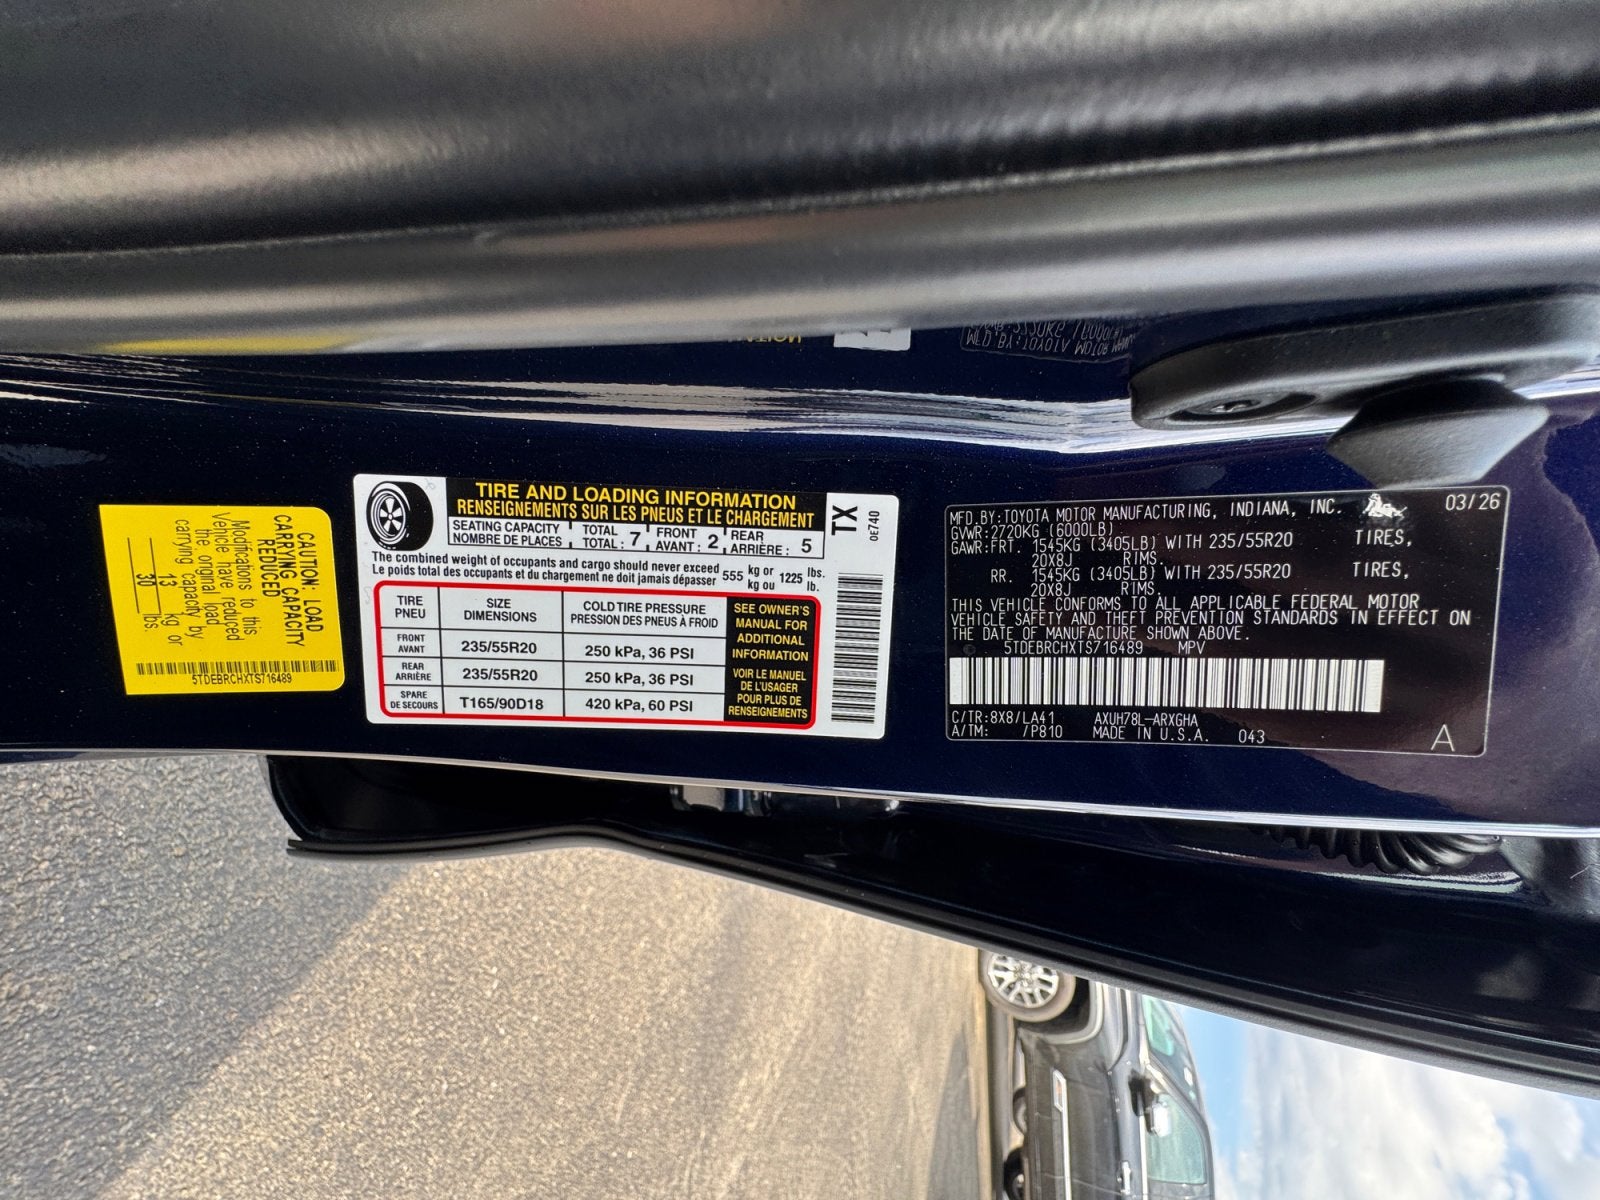 CAUTION: LOAD
CARRYING CAPACITY
REDUCED
Modifications to this
Vehicle have reduced
the original load
carrying capacity by
13 kg or
30 lbs.
5TDEBRCHXTS716489
TIRE AND LOADING INFORMATION
RENSEIGNEMENTS SUR LES PNEUS ET LE CHARGEMENT
SEATING CAPACITY
NOMBRE DE PLACES
TOTAL
TOTAL : 7
FRONT
AVANT : 2
REAR
ARRIÈRE : 5
The combined weight of occupants and cargo should never exceed 555 kg or 1225 lbs.
Le poids total des occupants et du chargement ne doit jamais dépasser kg ou lb.
TIRE
PNEU
SIZE
DIMENSIONS
COLD TIRE PRESSURE
PRESSION DES PNEUS À FROID
FRONT
AVANT
235/55R20
250 kPa, 36 PSI
REAR
ARRIÈRE
235/55R20
250 kPa, 36 PSI
SPARE
DE SECOURS
T165/90D18
420 kPa, 60 PSI
SEE OWNER'S
MANUAL FOR
ADDITIONAL
INFORMATION
VOIR LE MANUEL
DE L'USAGER
POUR PLUS DE
RENSEIGNEMENTS
TX
0E740
MFD.BY:TOYOTA MOTOR MANUFACTURING, INDIANA, INC. 03/26
GVWR:2720KG (6000LB)
GAWR:FRT. 1545KG (3405LB) WITH 235/55R20 TIRES,
20X8J RIMS.
RR. 1545KG (3405LB) WITH 235/55R20 TIRES,
20X8J RIMS.
THIS VEHICLE CONFORMS TO ALL APPLICABLE FEDERAL MOTOR
VEHICLE SAFETY AND THEFT PREVENTION STANDARDS IN EFFECT ON
THE DATE OF MANUFACTURE SHOWN ABOVE.
5TDEBRCHXTS716489 MPV
C/TR:8X8/LA41 AXUH78L-ARXGHA
A/TM: /P810 MADE IN U.S.A. 043
A